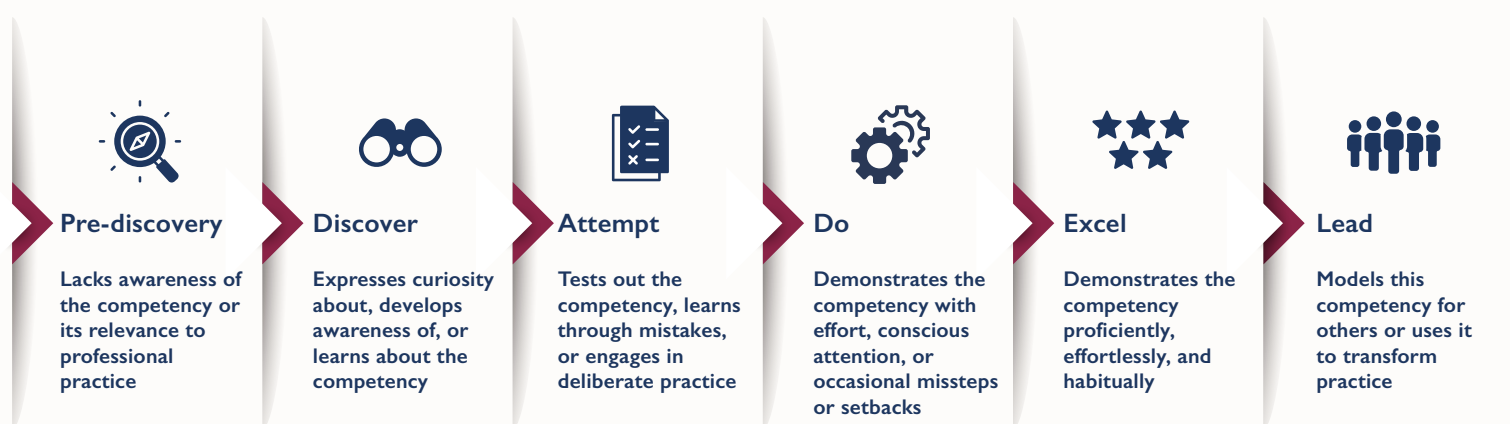 Pre-discovery
Lacks awareness of
the competency or
its relevance to
professional
practice
Discover
Expresses curiosity
about, develops
awareness of, or
learns about the
competency
Attempt
Tests out the
competency, learns
through mistakes,
or engages in
deliberate practice
Do
Demonstrates the
competency with
effort, conscious
attention, or
occasional missteps
or setbacks
Excel
Demonstrates the
competency
proficiently,
effortlessly, and
habitually
Lead
Models this
competency for
others or uses it
to transform
practice